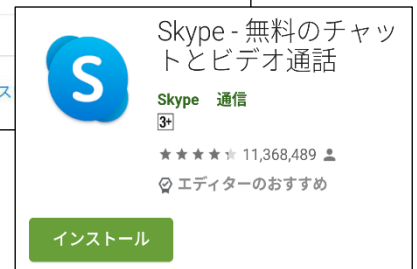 Skype - 無料のチャッ
トとビデオ通話
Skype 通信
3+
11,368,489
エディターのおすすめ
インストール
ス